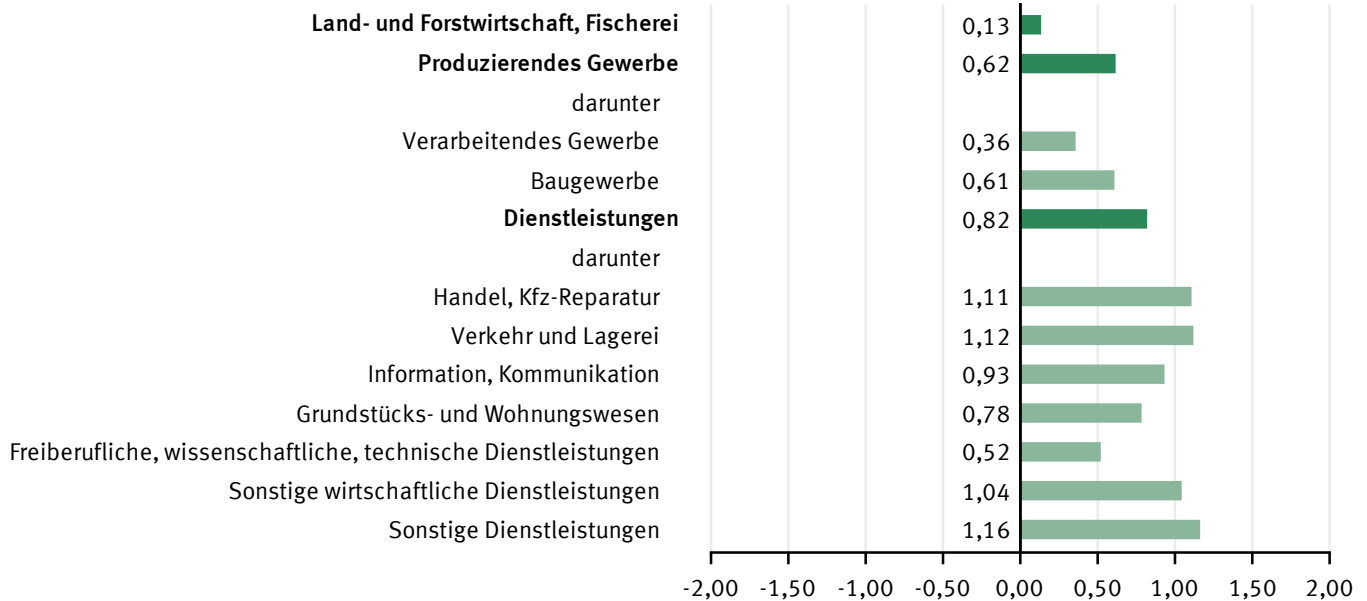 Land- und Forstwirtschaft, Fischerei 0,13
Produzierendes Gewerbe 0,62
darunter
Verarbeitendes Gewerbe 0,36
Baugewerbe 0,61
Dienstleistungen 0,82
darunter
Handel, Kfz-Reparatur 1,11
Verkehr und Lagerei 1,12
Information, Kommunikation 0,93
Grundstücks- und Wohnungswesen 0,78
Freiberufliche, wissenschaftliche, technische Dienstleistungen 0,52
Sonstige wirtschaftliche Dienstleistungen 1,04
Sonstige Dienstleistungen 1,16
-2,00 -1,50 -1,00 -0,50 0,00 0,50 1,00 1,50 2,00